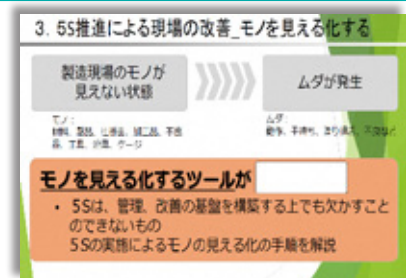 3. 5S推進による現場の改善_モノを見える化する
製造現場のモノが
見えない状態
ムダが発生
モノ:
ムダ:
モノを見える化するツールが
• 5Sは、管理、改善の基盤を構築する上でも欠かすこと
のできないもの
5Sの実施によるモノの見える化の手順を解説